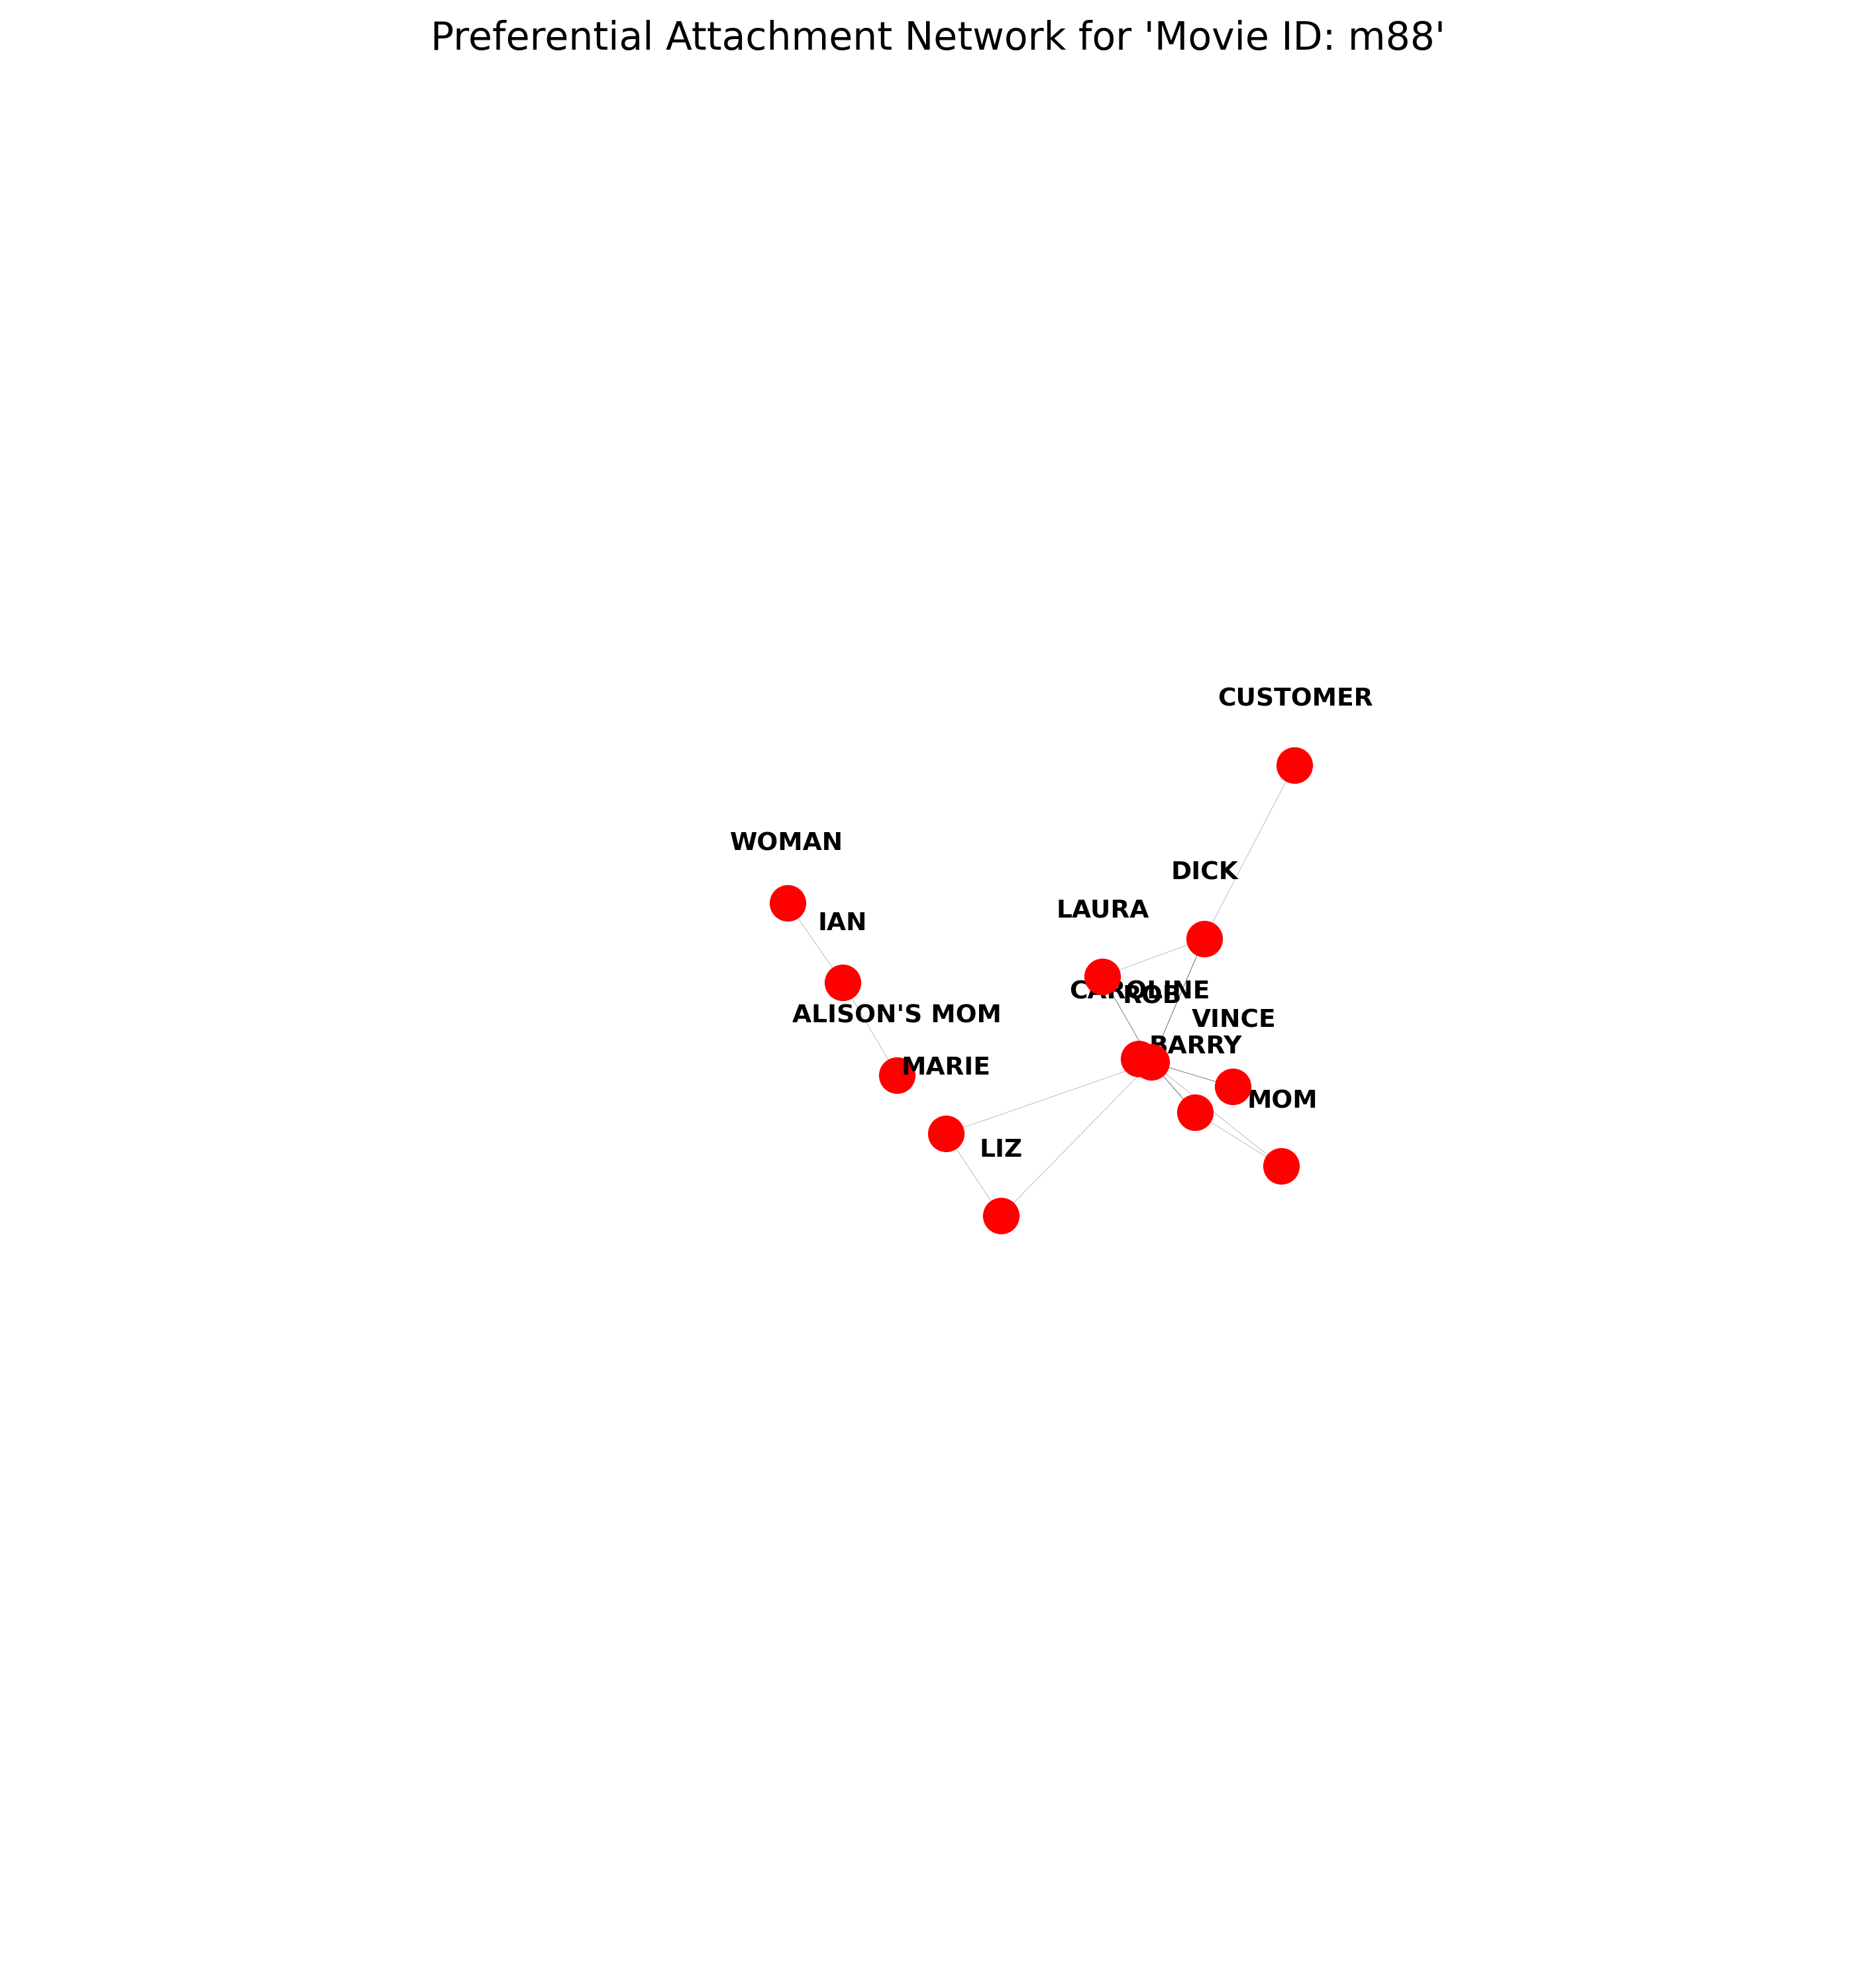 Preferential Attachment Network for 'Movie ID: m88'
CUSTOMER
WOMAN
DICK
LAURA
IAN
CAROLINE
ROB
ALISON'S MOM
VINCE
BARRY
MARIE
MOM
LIZ